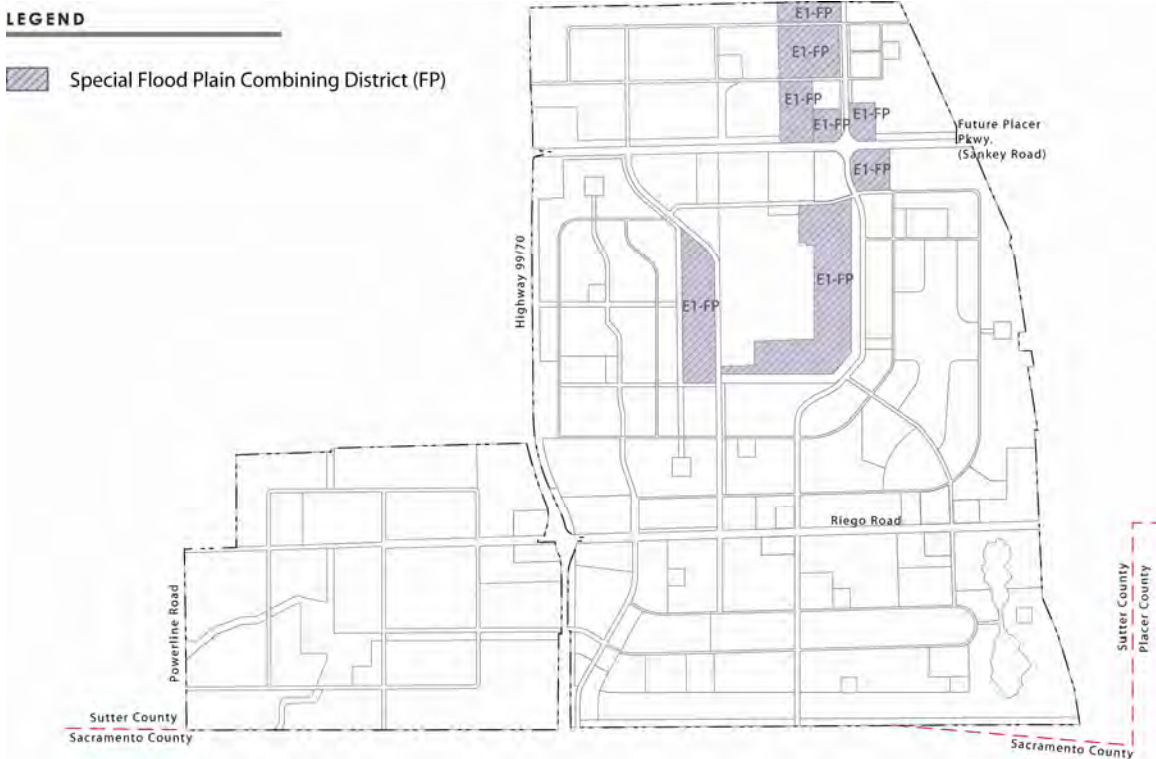 LEGEND
Special Flood Plain Combining District (FP)
E1-FP
E1-FP
E1-FP
E1-FP
E1-FP
Future Placer
Pkwy.
(Sankey Road)
E1-FP
Highway 99/70
E1-FP
E1-FP
Riego Road
Powerline Road
Sutter County
Placer County
Sutter County
Sacramento County
Sacramento County